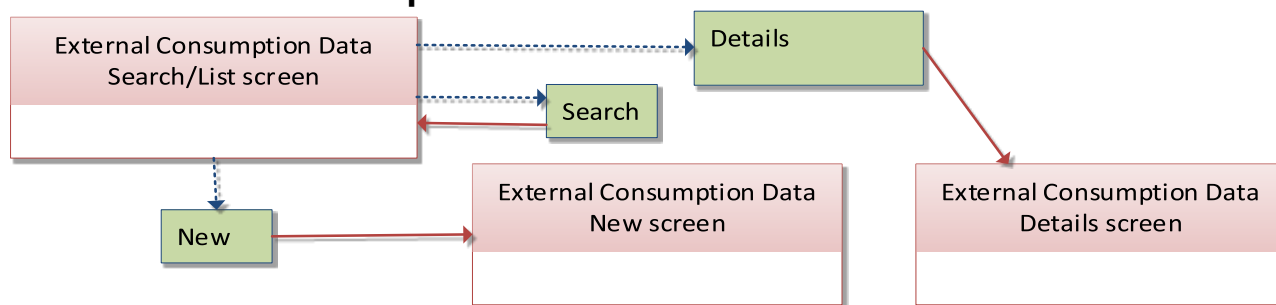 External Consumption Data
Search/List screen
Details
Search
External Consumption Data
New screen
External Consumption Data
Details screen
New